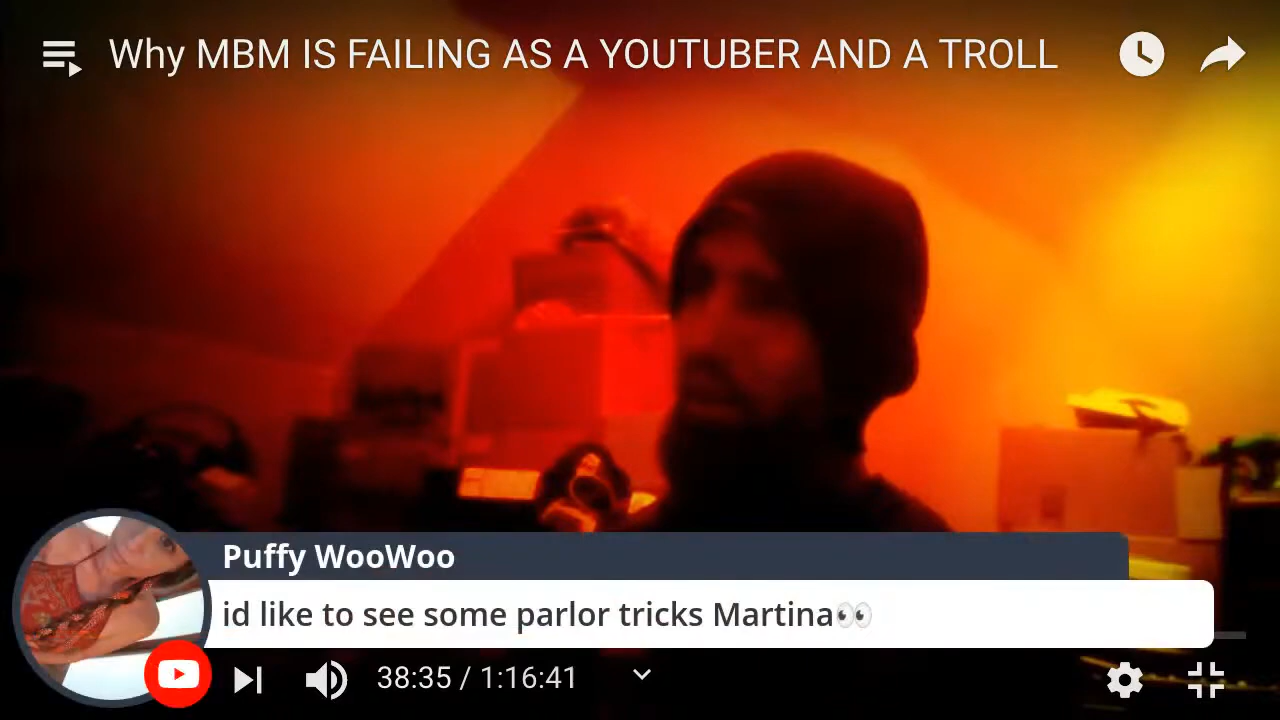 Why MBM IS FAILING AS A YOUTUBER AND A TROLL
Puffy WooWoo
id like to see some parlor tricks Martina👀
38:35 / 1:16:41